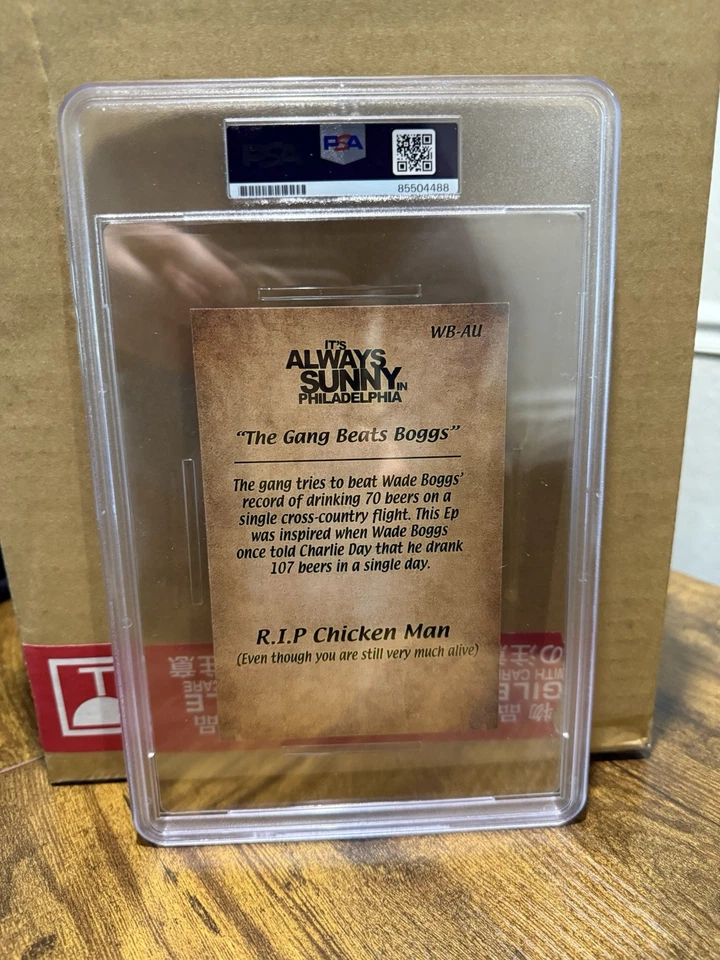 PSA
85504488
WB-AU
IT'S
ALWAYS
SUNNY IN
PHILADELPHIA
"The Gang Beats Boggs"
The gang tries to beat Wade Boggs'
record of drinking 70 beers on a
single cross-country flight. This Ep
was inspired when Wade Boggs
once told Charlie Day that he drank
107 beers in a single day.
R.I.P Chicken Man
(Even though you are still very much alive)
注意